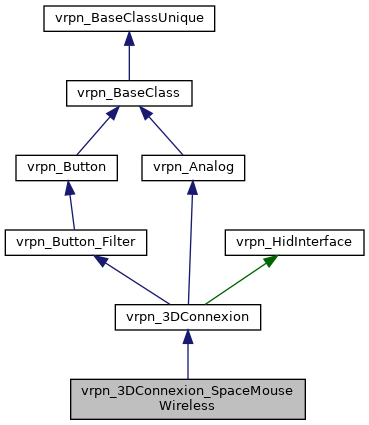 vrpn_BaseClassUnique
vrpn_BaseClass
vrpn_Button
vrpn_Analog
vrpn_Button_Filter
vrpn_HidInterface
vrpn_3DConnexion
vrpn_3DConnexion_SpaceMouse
Wireless